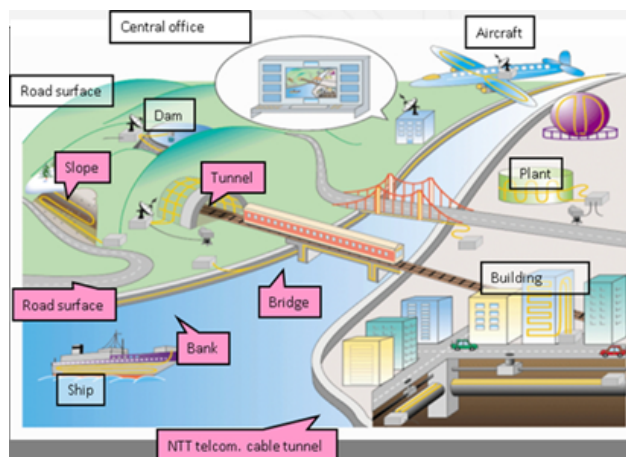 Central office
Aircraft
Road surface
Dam
Slope
Tunnel
Plant
Building
Road surface
Bridge
Bank
Ship
NTT telcom. cable tunnel